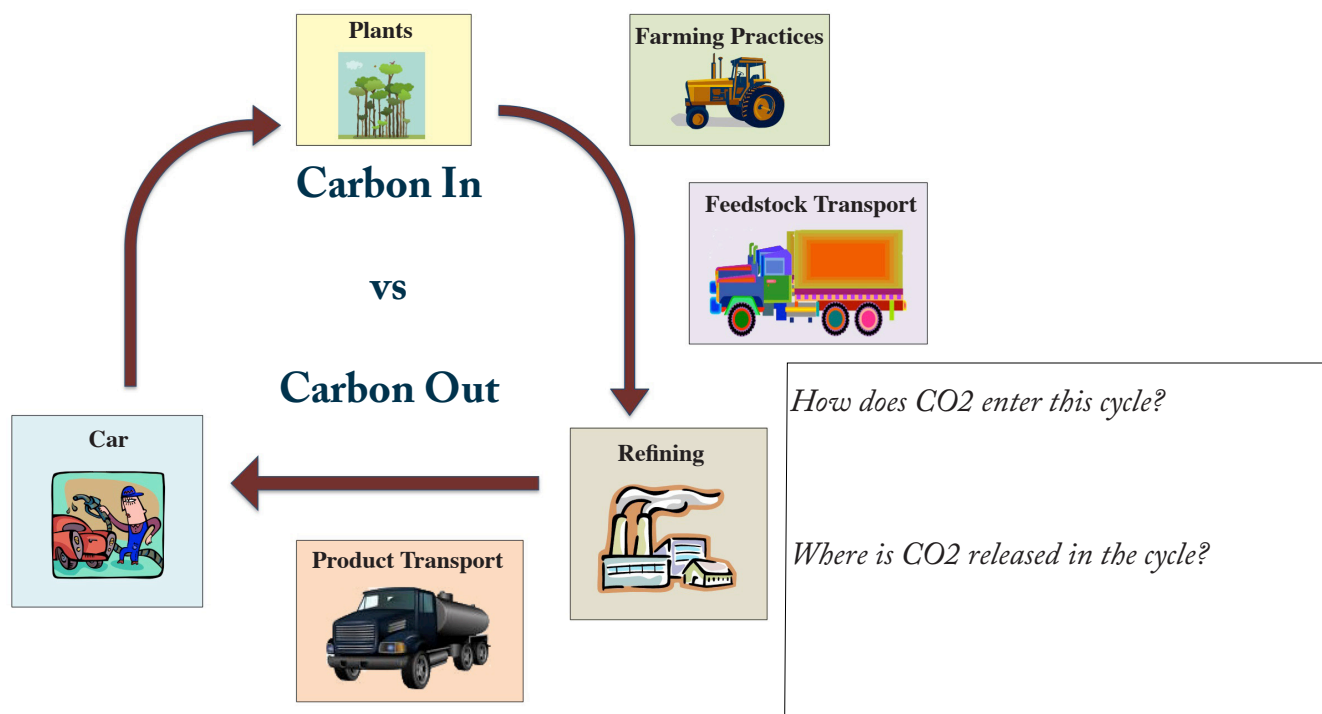 Plants
Farming Practices
Carbon In
Feedstock Transport
vs
Carbon Out
How does CO2 enter this cycle?
Car
Refining
Where is CO2 released in the cycle?
Product Transport